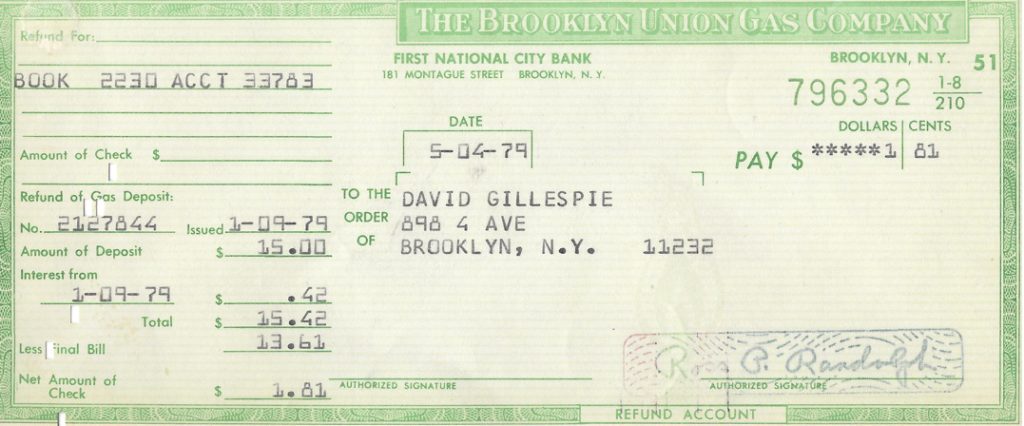 THE BROOKLYN UNION GAS COMPANY
Refund For:
FIRST NATIONAL CITY BANK
181 MONTAGUE STREET BROOKLYN, N. Y.
BROOKLYN, N. Y. 51
BOOK 2230 ACCT 33783
796332 1-8
210
DATE
5-04-79
DOLLARS CENTS
PAY $ *****1 81
Amount of Check $
Refund of Gas Deposit:
No. 2127844 Issued 1-09-79
Amount of Deposit $ 15.00
Interest from
1-09-79 $ .42
Total $ 15.42
Less Final Bill 13.61
Net Amount of
Check $ 1.81
TO THE
ORDER
OF
DAVID GILLESPIE
898 4 AVE
BROOKLYN, N.Y. 11232
AUTHORIZED SIGNATURE
Ross P. Randolph
AUTHORIZED SIGNATURE
REFUND ACCOUNT